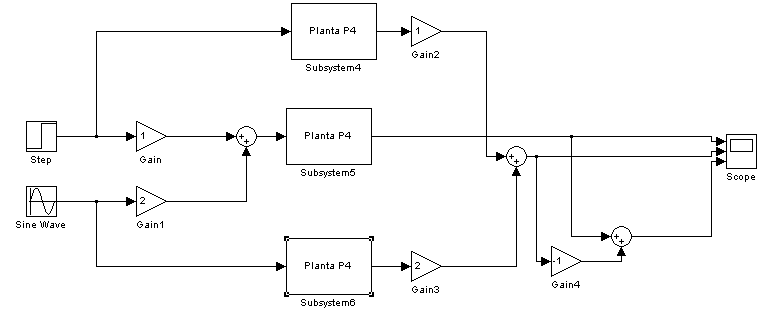 Planta P4
1
Subsystem4
Gain2
Step
1
Gain
+
+
Planta P4
Subsystem5
+
+
Scope
Sine Wave
2
Gain1
+
+
Planta P4
Subsystem6
2
Gain3
-1
Gain4